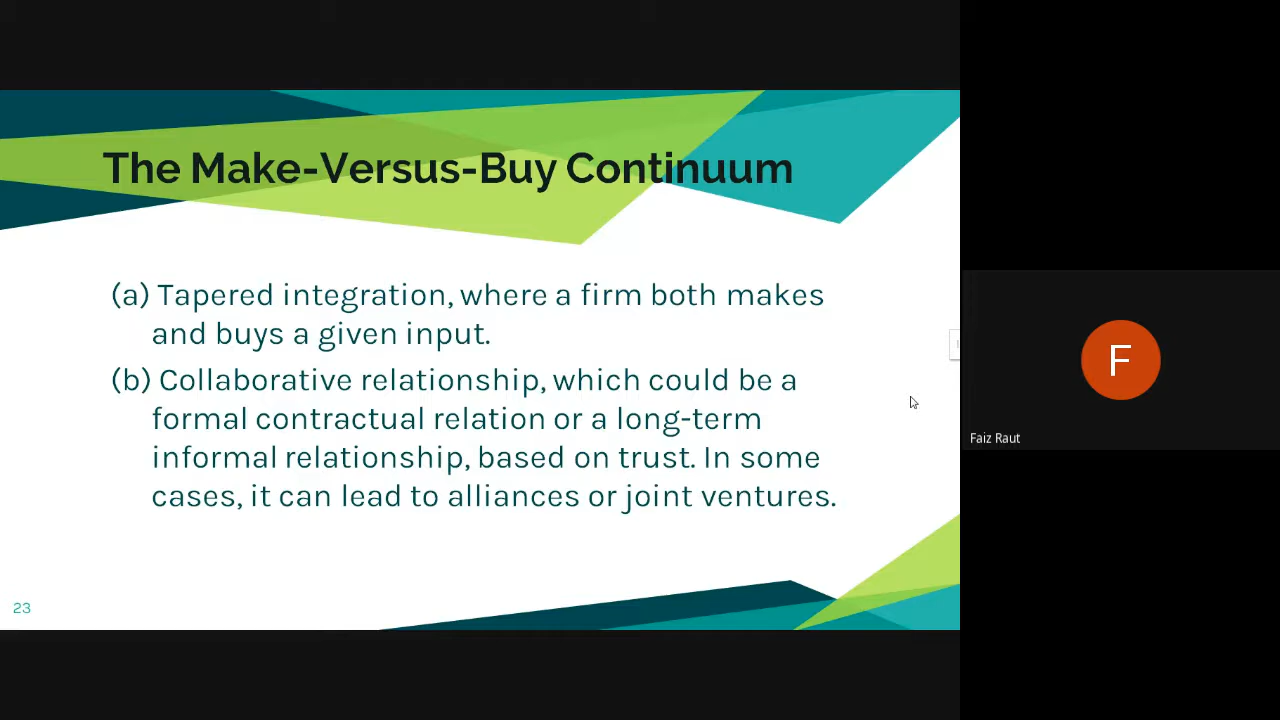 The Make-Versus-Buy Continuum
(a) Tapered integration, where a firm both makes
and buys a given input.
(b) Collaborative relationship, which could be a
formal contractual relation or a long-term
informal relationship, based on trust. In some
cases, it can lead to alliances or joint ventures.
23
F
Faiz Raut